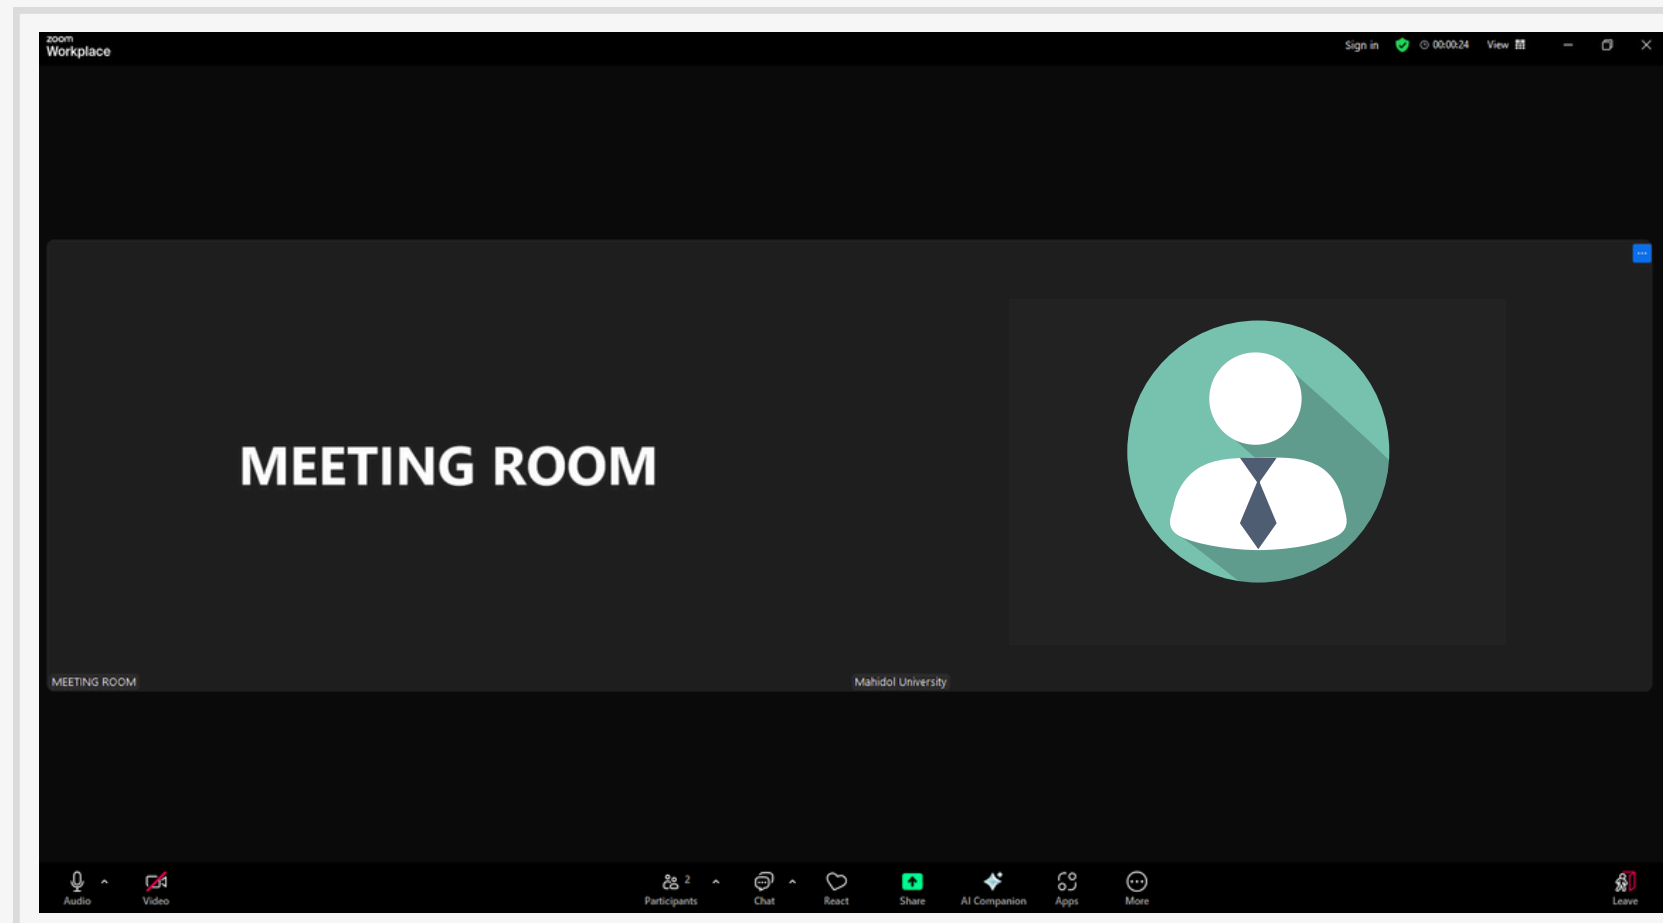 zoom
Workplace
Sign in 00:00:24 View
MEETING ROOM
MEETING ROOM
Mahidol University
Audio Video Participants 2 Chat React Share AI Companion Apps More Leave